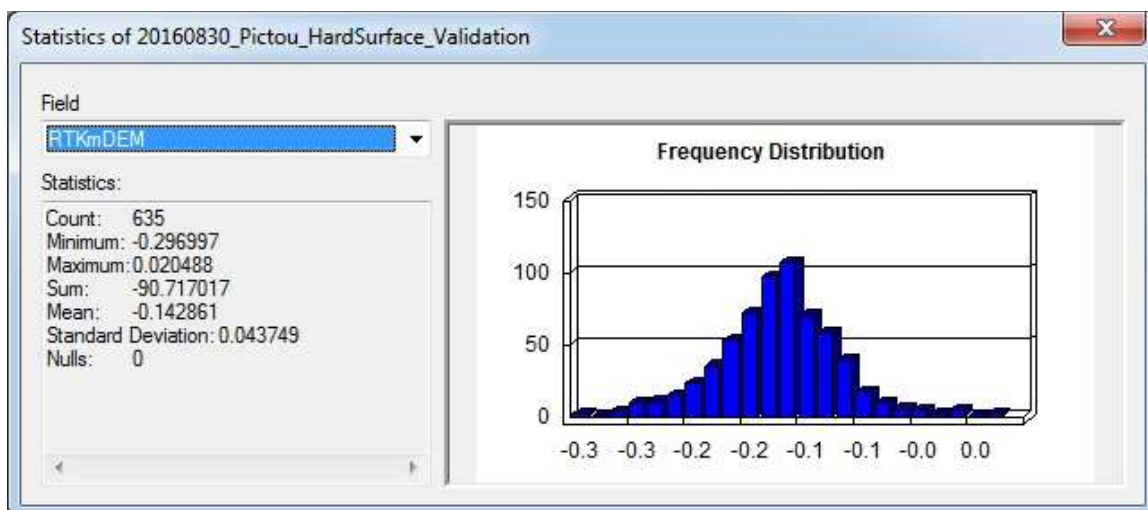 Statistics of 20160830_Pictou_HardSurface_Validation
Field
RTKmDEM
Statistics:
Count: 635
Minimum: -0.296997
Maximum: 0.020488
Sum: -90.717017
Mean: -0.142861
Standard Deviation: 0.043749
Nulls: 0
Frequency Distribution
150
100
50
0
-0.3 -0.3 -0.2 -0.2 -0.1 -0.1 -0.0 0.0